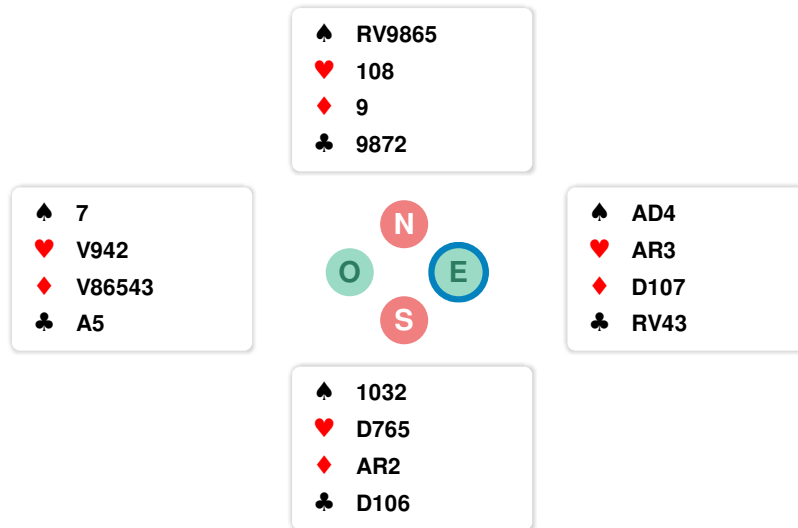 ♠ RV9865
♥ 108
♦ 9
♣ 9872
♠ 7
♥ V942
♦ V86543
♣ A5
N
O
E
S
♠ AD4
♥ AR3
♦ D107
♣ RV43
♠ 1032
♥ D765
♦ AR2
♣ D106